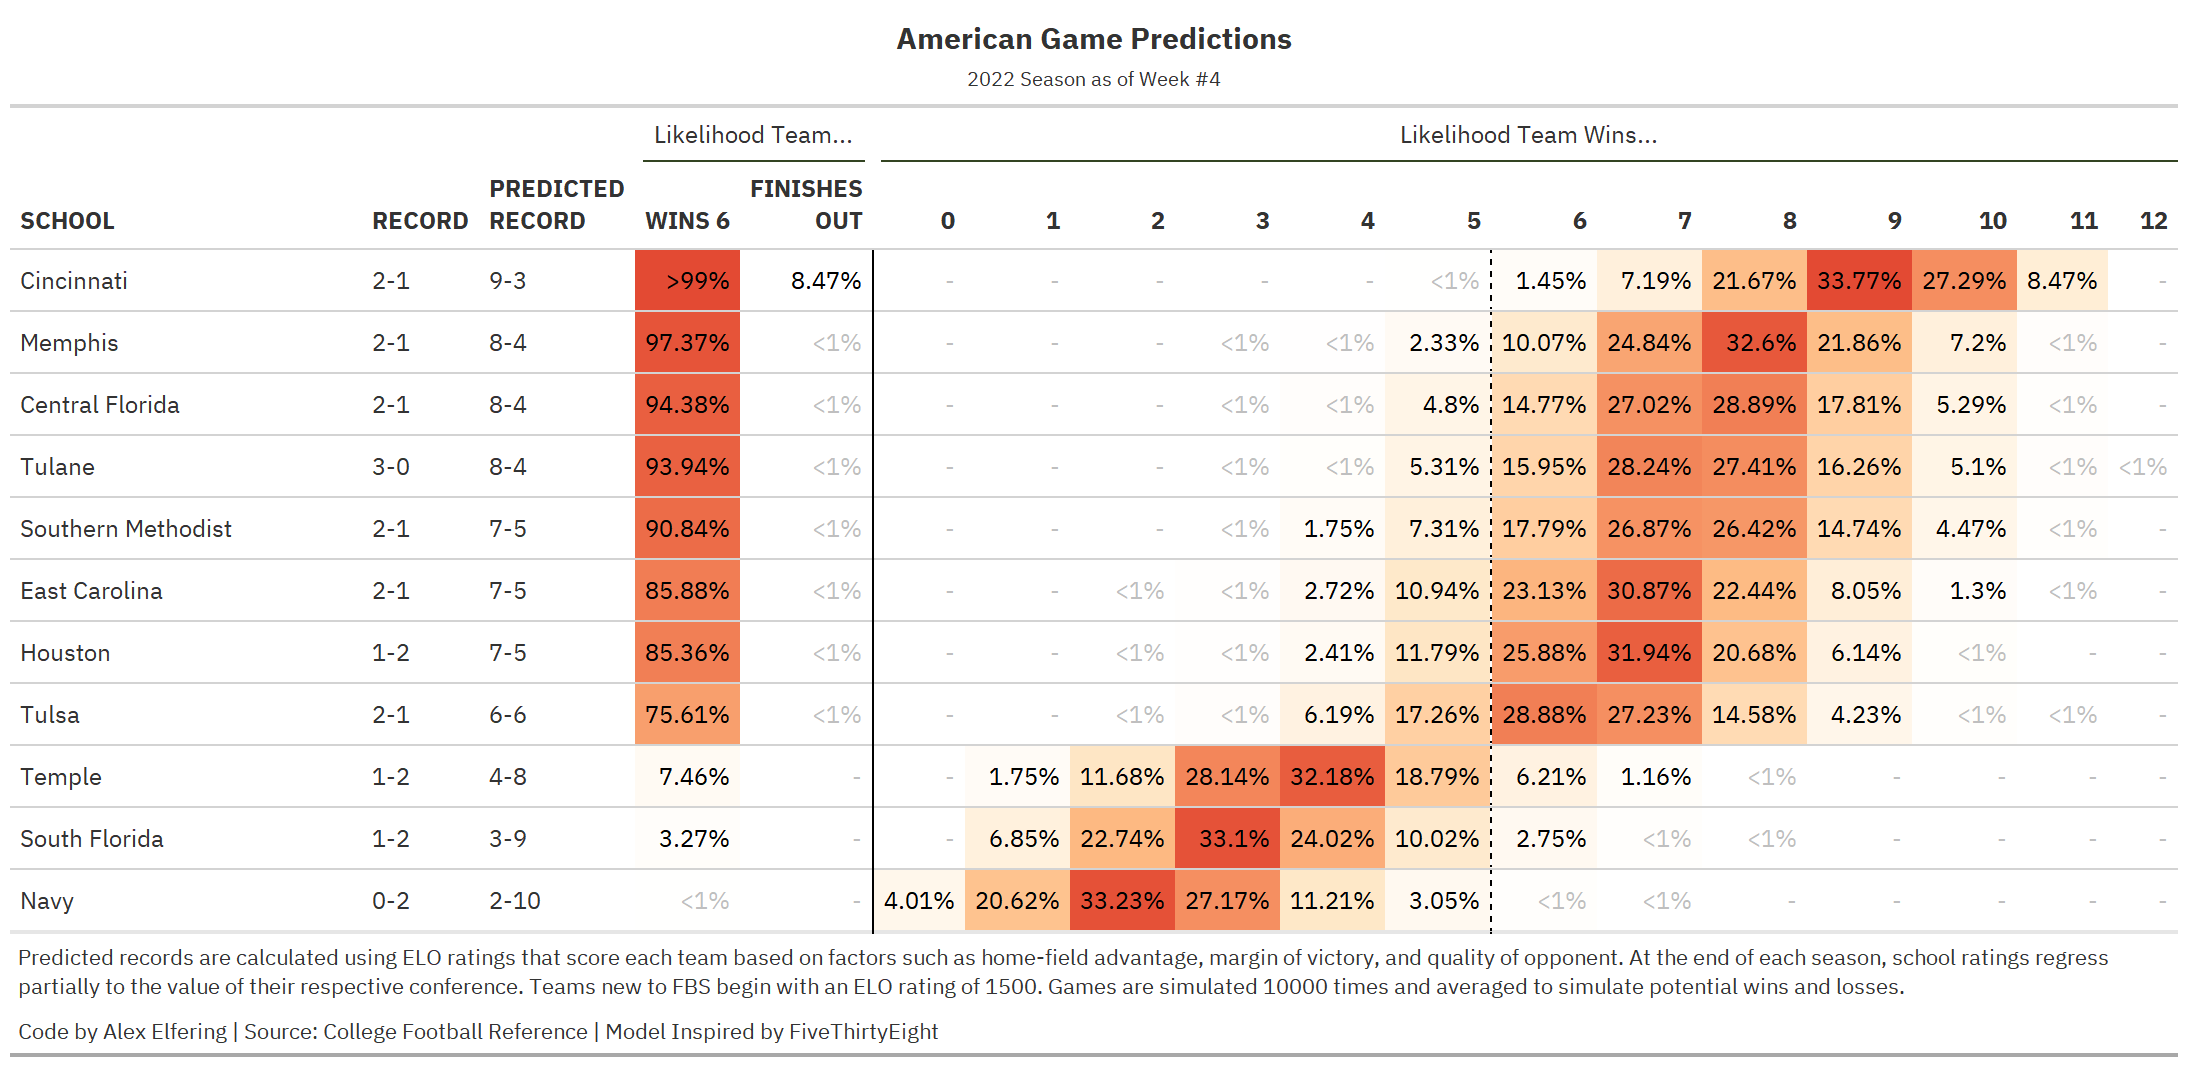 American Game Predictions
2022 Season as of Week #4
Likelihood Team... Likelihood Team Wins...
SCHOOL RECORD PREDICTED RECORD WINS 6 FINISHES OUT 0 1 2 3 4 5 6 7 8 9 10 11 12
Cincinnati 2-1 9-3 >99% 8.47% - - - - - <1% 1.45% 7.19% 21.67% 33.77% 27.29% 8.47% -
Memphis 2-1 8-4 97.37% <1% - - - <1% <1% 2.33% 10.07% 24.84% 32.6% 21.86% 7.2% <1% -
Central Florida 2-1 8-4 94.38% <1% - - - <1% <1% 4.8% 14.77% 27.02% 28.89% 17.81% 5.29% <1% -
Tulane 3-0 8-4 93.94% <1% - - - <1% <1% 5.31% 15.95% 28.24% 27.41% 16.26% 5.1% <1% <1%
Southern Methodist 2-1 7-5 90.84% <1% - - - <1% 1.75% 7.31% 17.79% 26.87% 26.42% 14.74% 4.47% <1% -
East Carolina 2-1 7-5 85.88% <1% - - <1% <1% 2.72% 10.94% 23.13% 30.87% 22.44% 8.05% 1.3% <1% -
Houston 1-2 7-5 85.36% <1% - - <1% <1% 2.41% 11.79% 25.88% 31.94% 20.68% 6.14% <1% - -
Tulsa 2-1 6-6 75.61% <1% - - <1% <1% 6.19% 17.26% 28.88% 27.23% 14.58% 4.23% <1% <1% -
Temple 1-2 4-8 7.46% - - 1.75% 11.68% 28.14% 32.18% 18.79% 6.21% 1.16% <1% - - - -
South Florida 1-2 3-9 3.27% - - 6.85% 22.74% 33.1% 24.02% 10.02% 2.75% <1% <1% - - - -
Navy 0-2 2-10 <1% - 4.01% 20.62% 33.23% 27.17% 11.21% 3.05% <1% <1% - - - - -
Predicted records are calculated using ELO ratings that score each team based on factors such as home-field advantage, margin of victory, and quality of opponent. At the end of each season, school ratings regress
partially to the value of their respective conference. Teams new to FBS begin with an ELO rating of 1500. Games are simulated 10000 times and averaged to simulate potential wins and losses.
Code by Alex Elfering | Source: College Football Reference | Model Inspired by FiveThirtyEight